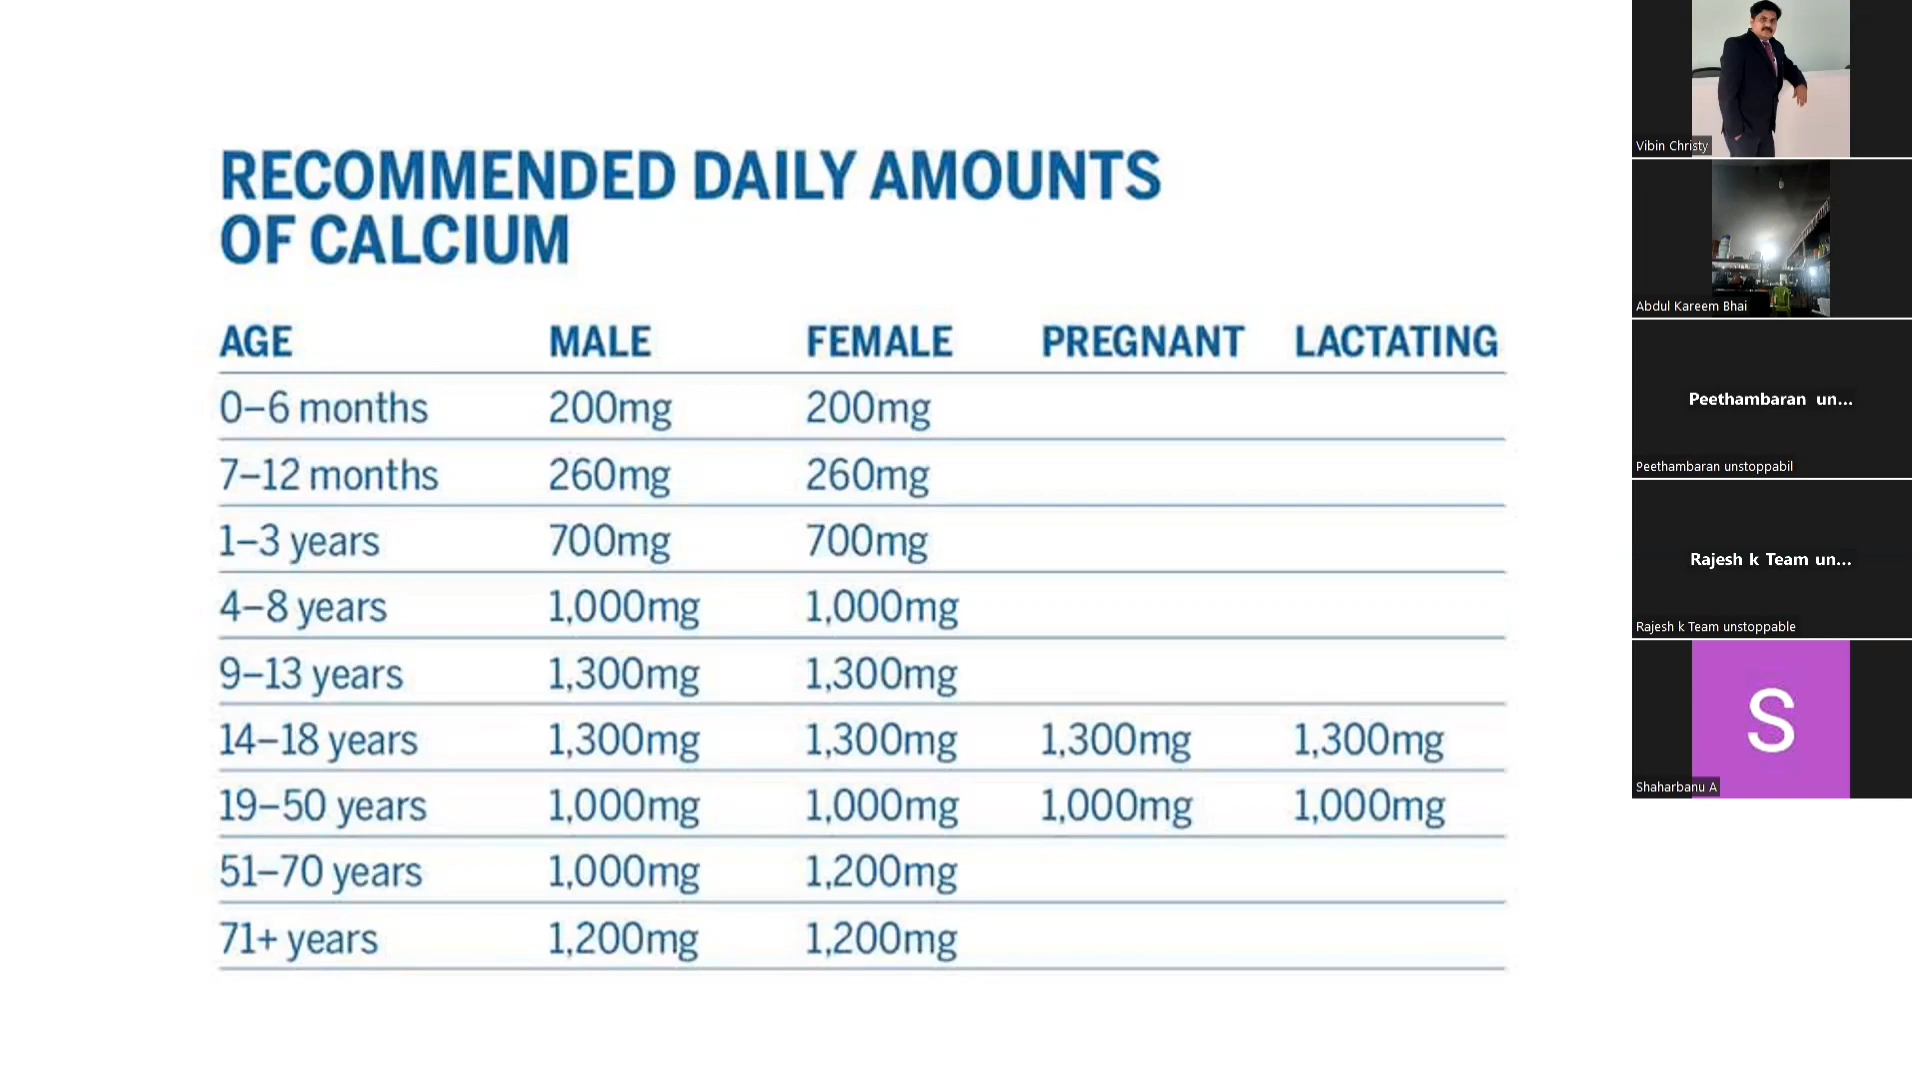 RECOMMENDED DAILY AMOUNTS
OF CALCIUM
AGE MALE FEMALE PREGNANT LACTATING
0–6 months 200mg 200mg
7–12 months 260mg 260mg
1–3 years 700mg 700mg
4–8 years 1,000mg 1,000mg
9–13 years 1,300mg 1,300mg
14–18 years 1,300mg 1,300mg 1,300mg 1,300mg
19–50 years 1,000mg 1,000mg 1,000mg 1,000mg
51–70 years 1,000mg 1,200mg
71+ years 1,200mg 1,200mg
Vibin Christy
Abdul Kareem Bhai
Peethambaran un...
Peethambaran unstoppabil
Rajesh k Team un...
Rajesh k Team unstoppable
S
Shaharbanu A